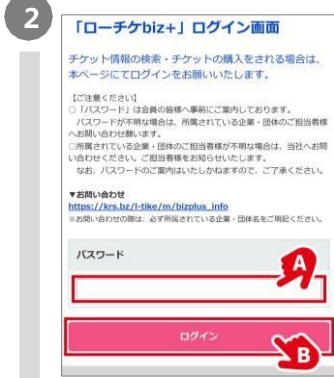 2
「ローチケbiz+」ログイン画面
チケット情報の検索・チケットの購入をされる場合は、
本ページにてログインをお願いいたします。
【ご注意ください】
○「パスワード」は会員の皆様へ事前にご案内しております。
パスワードが不明な場合は、所属されている企業・団体のご担当者様
へお問い合わせ願います。
○所属されている企業・団体のご担当者様が不明な場合は、当社へお問
い合わせください。ご担当者様をお知らせいたします。
なお、パスワードのご案内はいたしかねますので、ご了承ください。
▼お問い合わせ
https://krs.bz/l-tike/m/bizplus_info
※お問い合わせの際は、必ず所属されている企業・団体名をご明記ください。
パスワード
A
ログイン
B